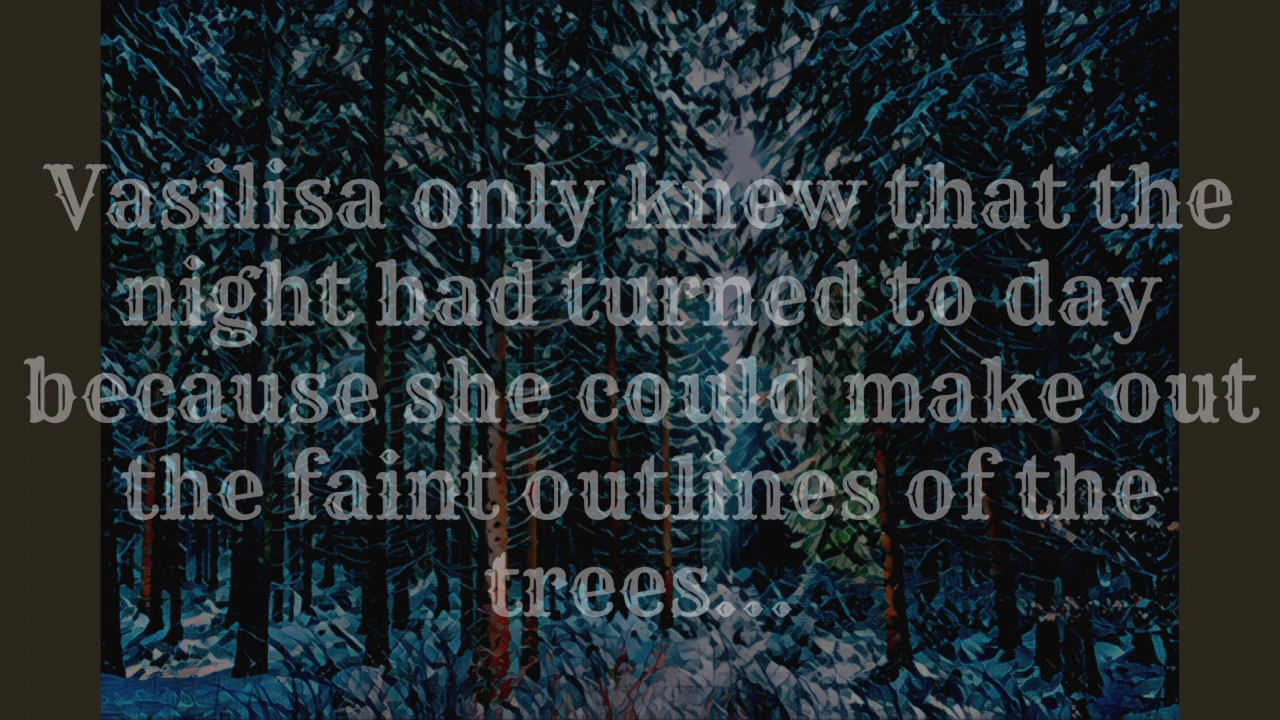 Vasilisa only knew that the
night had turned to day
because she could make out
the faint outlines of the
trees...